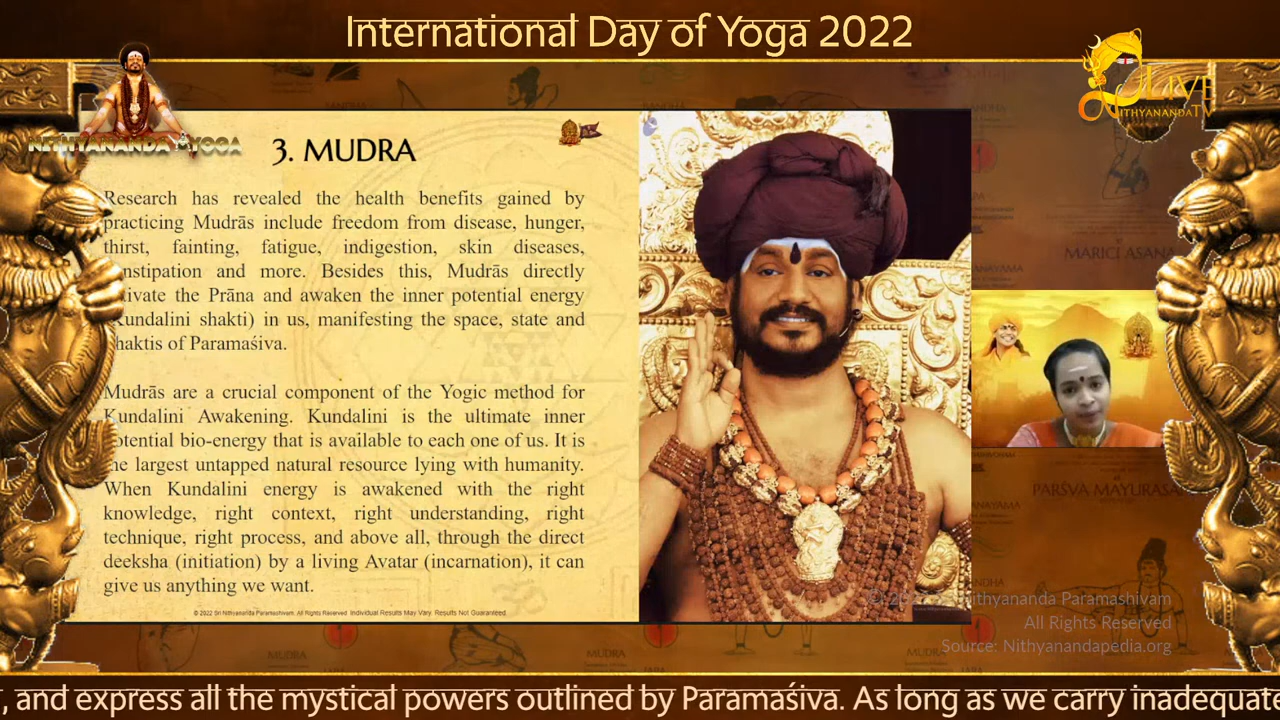 International Day of Yoga 2022
LIVE
NITHYANANDA TV
NITHYANANDA YOGA
3. MUDRA
Research has revealed the health benefits gained by
practicing Mudrās include freedom from disease, hunger,
thirst, fainting, fatigue, indigestion, skin diseases,
nstipation and more. Besides this, Mudrās directly
tivate the Prāna and awaken the inner potential energy
Kundalini shakti) in us, manifesting the space, state and
haktis of Paramaśiva.
Mudrās are a crucial component of the Yogic method for
Kundalini Awakening. Kundalini is the ultimate inner
otential bio-energy that is available to each one of us. It is
he largest untapped natural resource lying with humanity.
When Kundalini energy is awakened with the right
knowledge, right context, right understanding, right
technique, right process, and above all, through the direct
deeksha (initiation) by a living Avatar (incarnation), it can
give us anything we want.
© 2022 Sri Nithyananda Paramashivam. All Rights Reserved. Individual Results May Vary. Results Not Guaranteed.
MARICI ASANA
PARŚVA MAYURASA
Nithyananda Paramashivam
All Rights Reserved
Source: Nithyanandapedia.org
MUDRA
MUDRA
, and express all the mystical powers outlined by Paramaśiva. As long as we carry inadequate